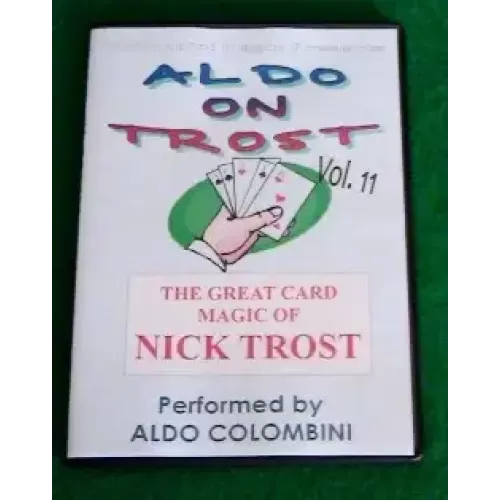 ALDO
ON
TROST
Vol. 11
THE GREAT CARD
MAGIC OF
NICK TROST
Performed by
ALDO COLOMBINI